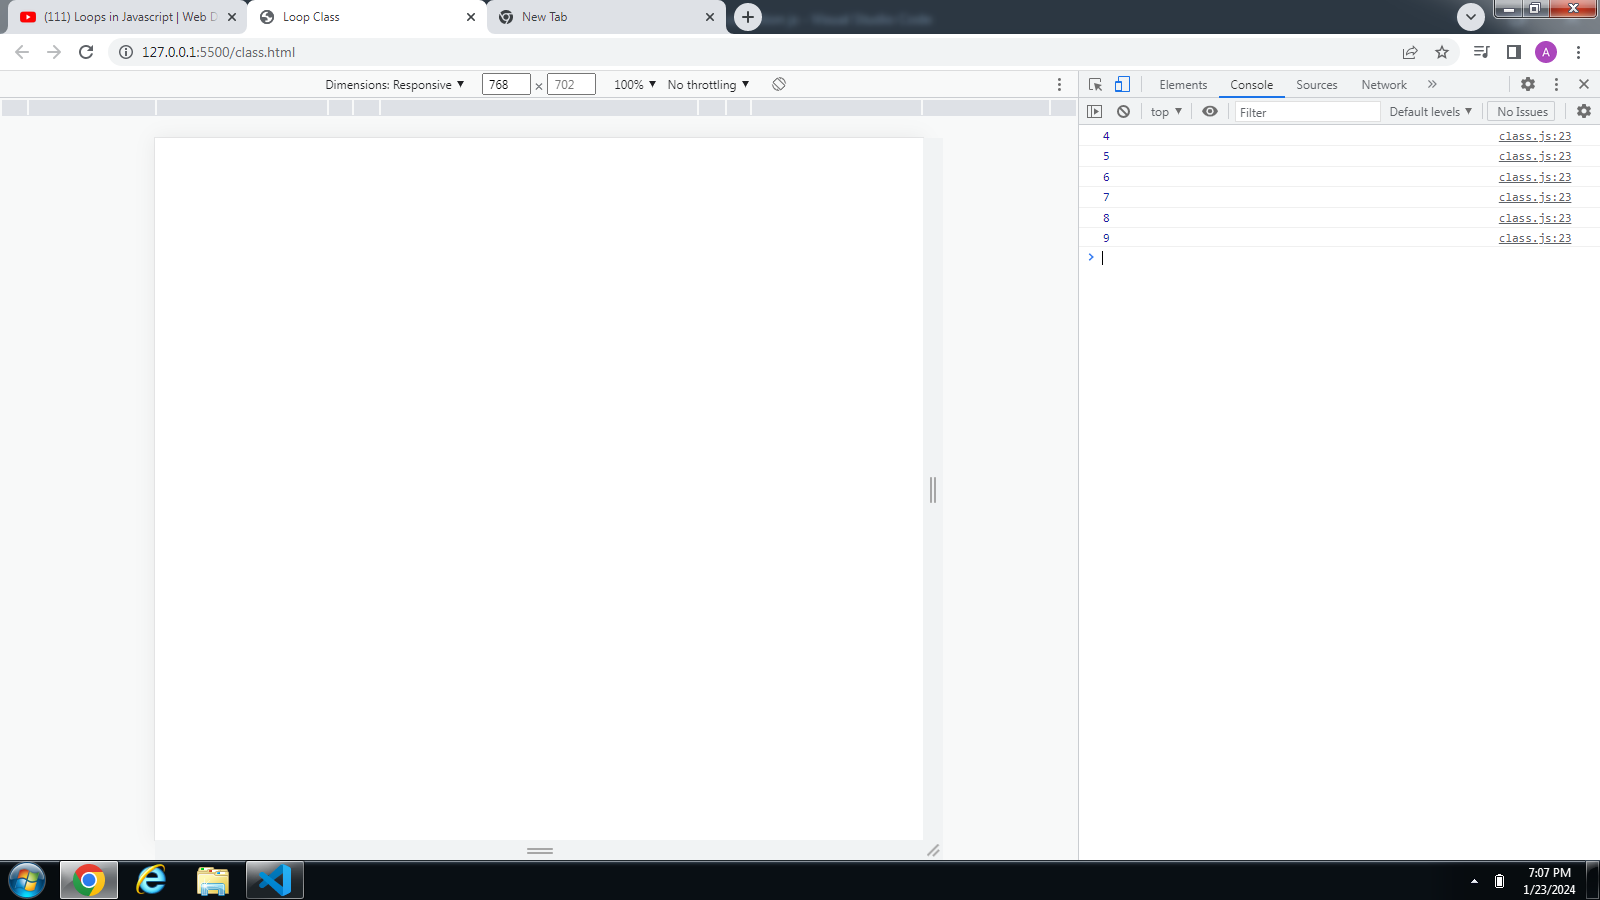 (111) Loops in Javascript | Web D
Loop Class
New Tab
127.0.0.1:5500/class.html
A
Dimensions: Responsive ▼ 768 × 702 100% ▼ No throttling ▼
Elements Console Sources Network »
top ▼ Filter Default levels ▼ No Issues
4 class.js:23
5 class.js:23
6 class.js:23
7 class.js:23
8 class.js:23
9 class.js:23
>
7:07 PM
1/23/2024